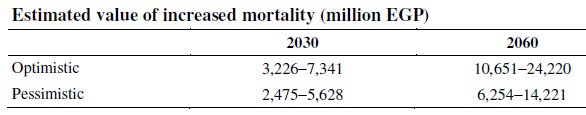 Estimated value of increased mortality (million EGP)
2030 2060
Optimistic 3,226–7,341 10,651–24,220
Pessimistic 2,475–5,628 6,254–14,221